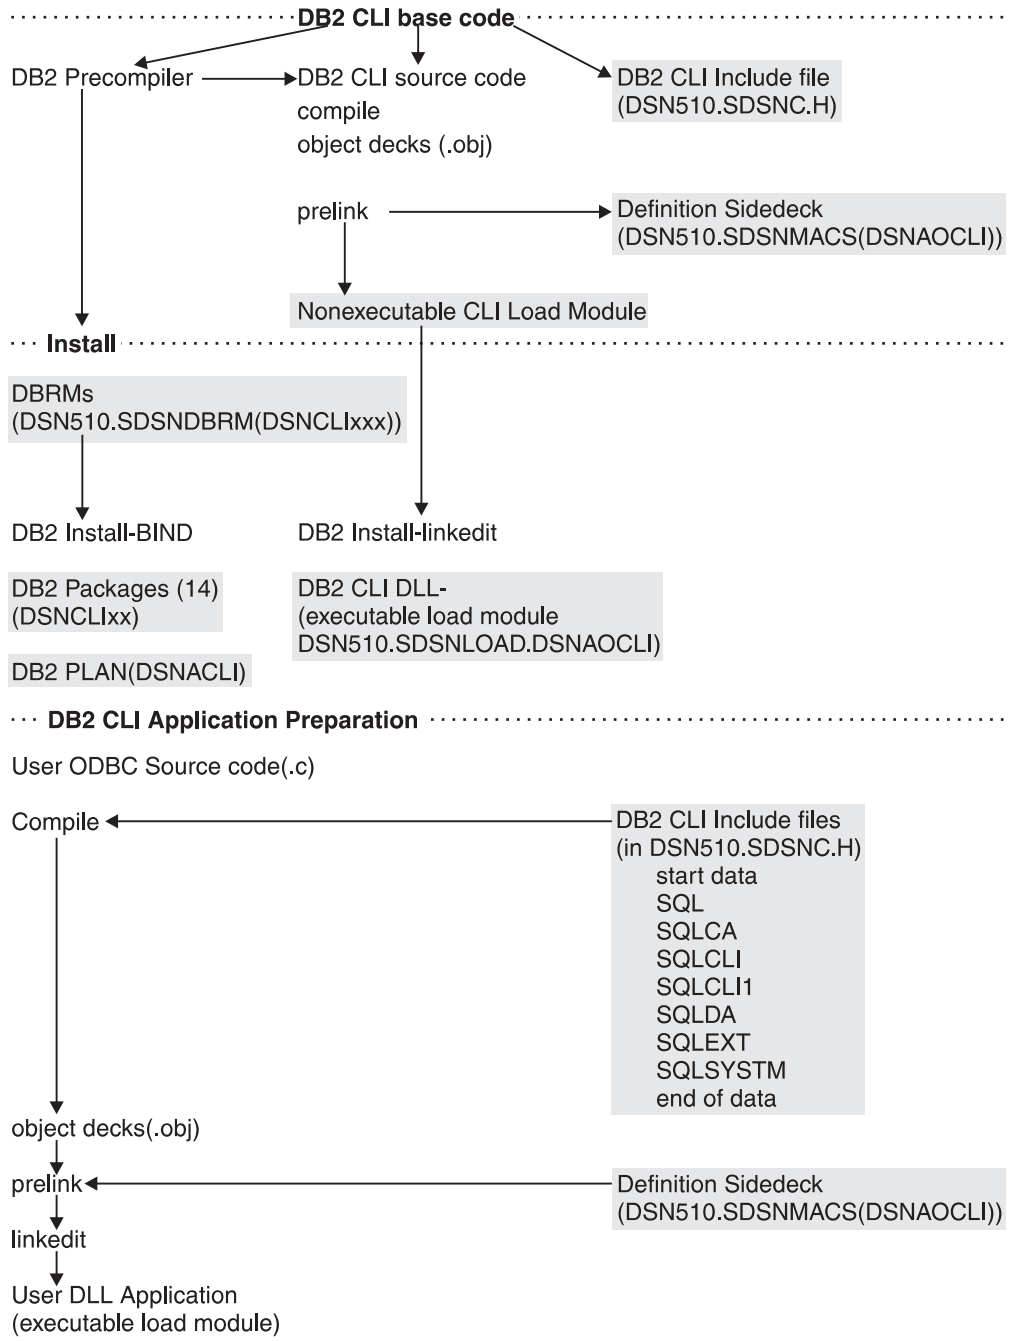 DB2 CLI base code
DB2 Precompiler
DB2 CLI source code
compile
object decks (.obj)
DB2 CLI Include file
(DSN510.SDSNC.H)
prelink
Definition Sidedeck
(DSN510.SDSNMACS(DSNAOCLI))
Nonexecutable CLI Load Module
Install
DBRMs
(DSN510.SDSNDBRM(DSNCLIxxx))
DB2 Install-BIND
DB2 Install-linkedit
DB2 Packages (14)
(DSNCLIxx)
DB2 CLI DLL-
(executable load module
DSN510.SDSNLOAD.DSNAOCLI)
DB2 PLAN(DSNACLI)
DB2 CLI Application Preparation
User ODBC Source code(.c)
Compile
DB2 CLI Include files
(in DSN510.SDSNC.H)
start data
SQL
SQLCA
SQLCLI
SQLCLI1
SQLDA
SQLEXT
SQLSYSTM
end of data
object decks(.obj)
prelink
Definition Sidedeck
(DSN510.SDSNMACS(DSNAOCLI))
linkedit
User DLL Application
(executable load module)